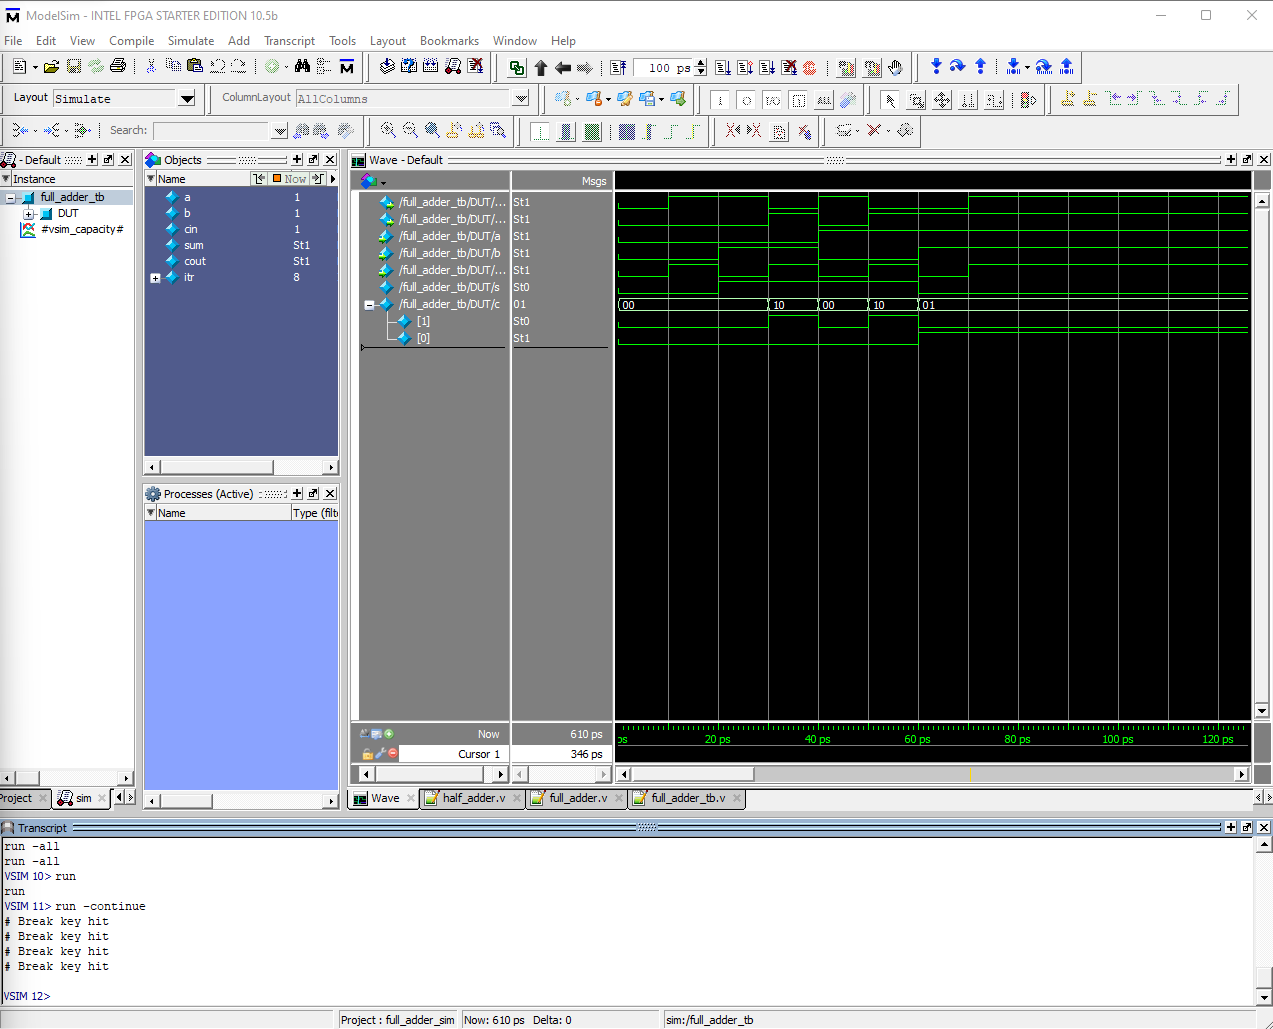 ModelSim - INTEL FPGA STARTER EDITION 10.5b
File Edit View Compile Simulate Add Transcript Tools Layout Bookmarks Window Help
100 ps
Layout Simulate ColumnLayout AllColumns
Search:
- Default
Instance
full_adder_tb
DUT
#vsim_capacity#
Project
sim
Objects
Name Now
a 1
b 1
cin 1
sum St1
cout St1
itr 8
Processes (Active)
Name Type (filte
Wave - Default
Msgs
/full_adder_tb/DUT/... St1
/full_adder_tb/DUT/... St1
/full_adder_tb/DUT/a St1
/full_adder_tb/DUT/b St1
/full_adder_tb/DUT/... St1
/full_adder_tb/DUT/s St0
/full_adder_tb/DUT/c 01 00 10 00 10 01
[1] St0
[0] St1
Now 610 ps ps 20 ps 40 ps 60 ps 80 ps 100 ps 120 ps
Cursor 1 346 ps
Wave half_adder.v full_adder.v full_adder_tb.v
Transcript
run -all
run -all
VSIM 10> run
run
VSIM 11> run -continue
# Break key hit
# Break key hit
# Break key hit
# Break key hit
VSIM 12>
Project : full_adder_sim Now: 610 ps Delta: 0 sim:/full_adder_tb